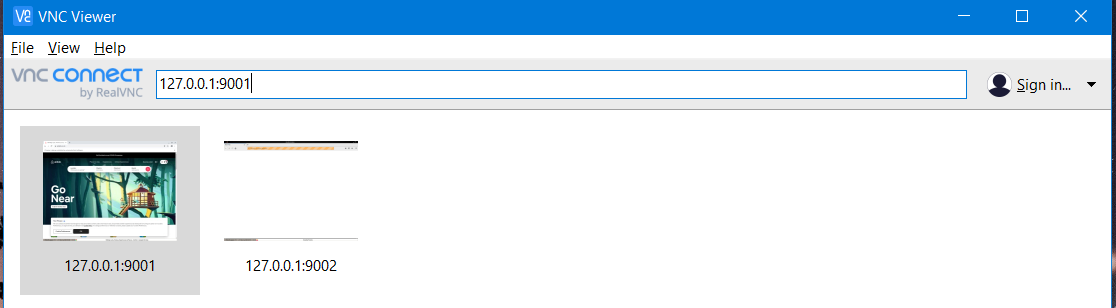 VNC Viewer
File View Help
vnc connect
by RealVNC
127.0.0.1:9001
Sign in...
Go
Near
127.0.0.1:9001
127.0.0.1:9002